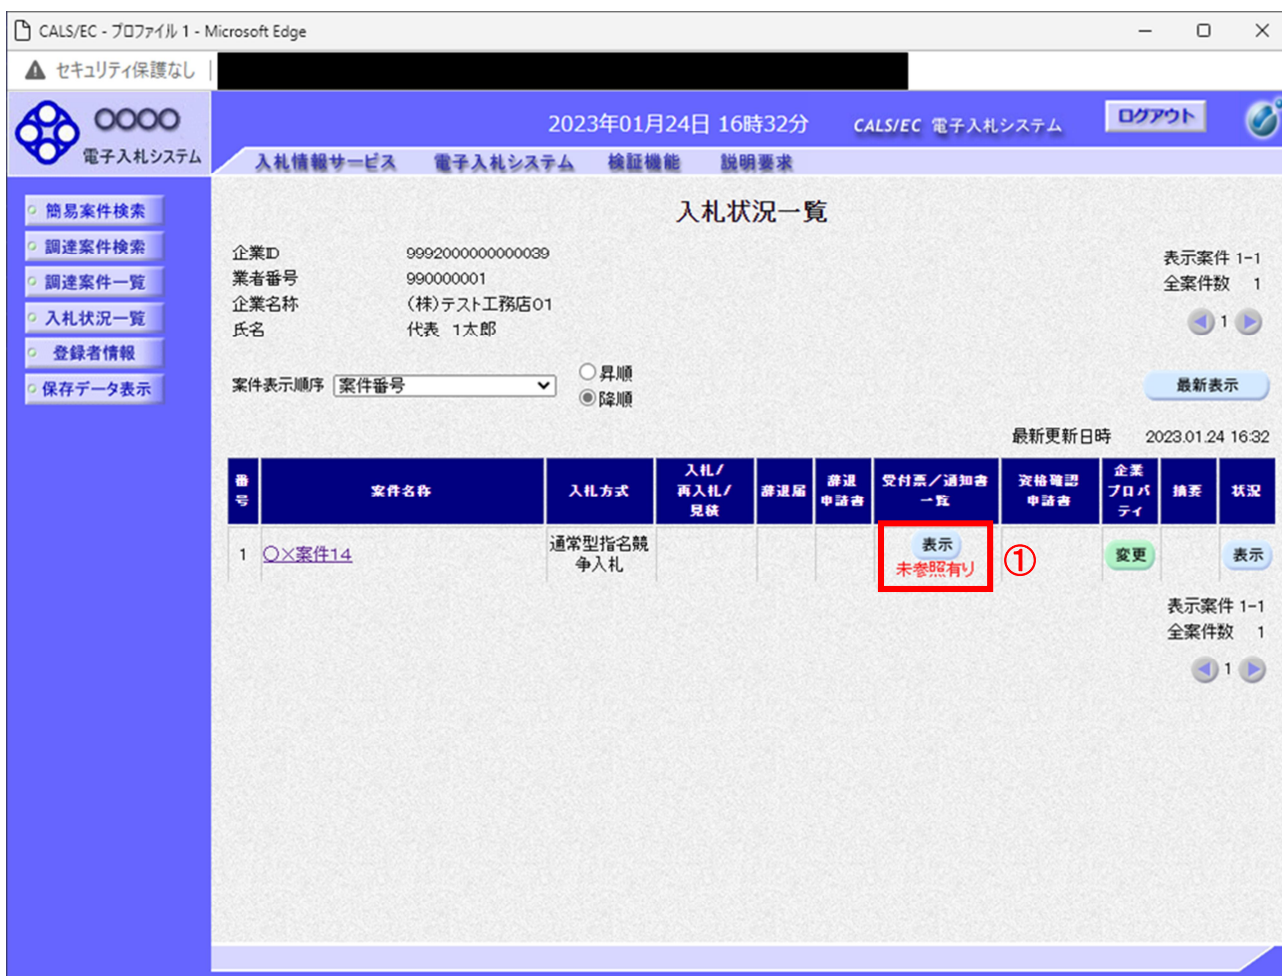 CALS/EC - プロファイル 1 - Microsoft Edge
セキュリティ保護なし
〇〇〇〇
電子入札システム
2023年01月24日 16時32分
CALS/EC 電子入札システム
ログアウト
入札情報サービス 電子入札システム 検証機能 説明要求
簡易案件検索
調達案件検索
調達案件一覧
入札状況一覧
登録者情報
保存データ表示
入札状況一覧
企業ID 9992000000000039
業者番号 990000001
企業名称 (株)テスト工務店01
氏名 代表 1太郎
表示案件 1-1
全案件数 1
1
案件表示順序 案件番号
昇順
降順
最新表示
最新更新日時 2023.01.24 16:32
番号 案件名称 入札方式 入札/再入札/見積 辞退届 辞退申請書 受付票/通知書一覧 資格確認申請書 企業プロパティ 摘要 状況
1 〇×案件14 通常型指名競争入札 表示 未参照有り ① 変更 表示
表示案件 1-1
全案件数 1
1